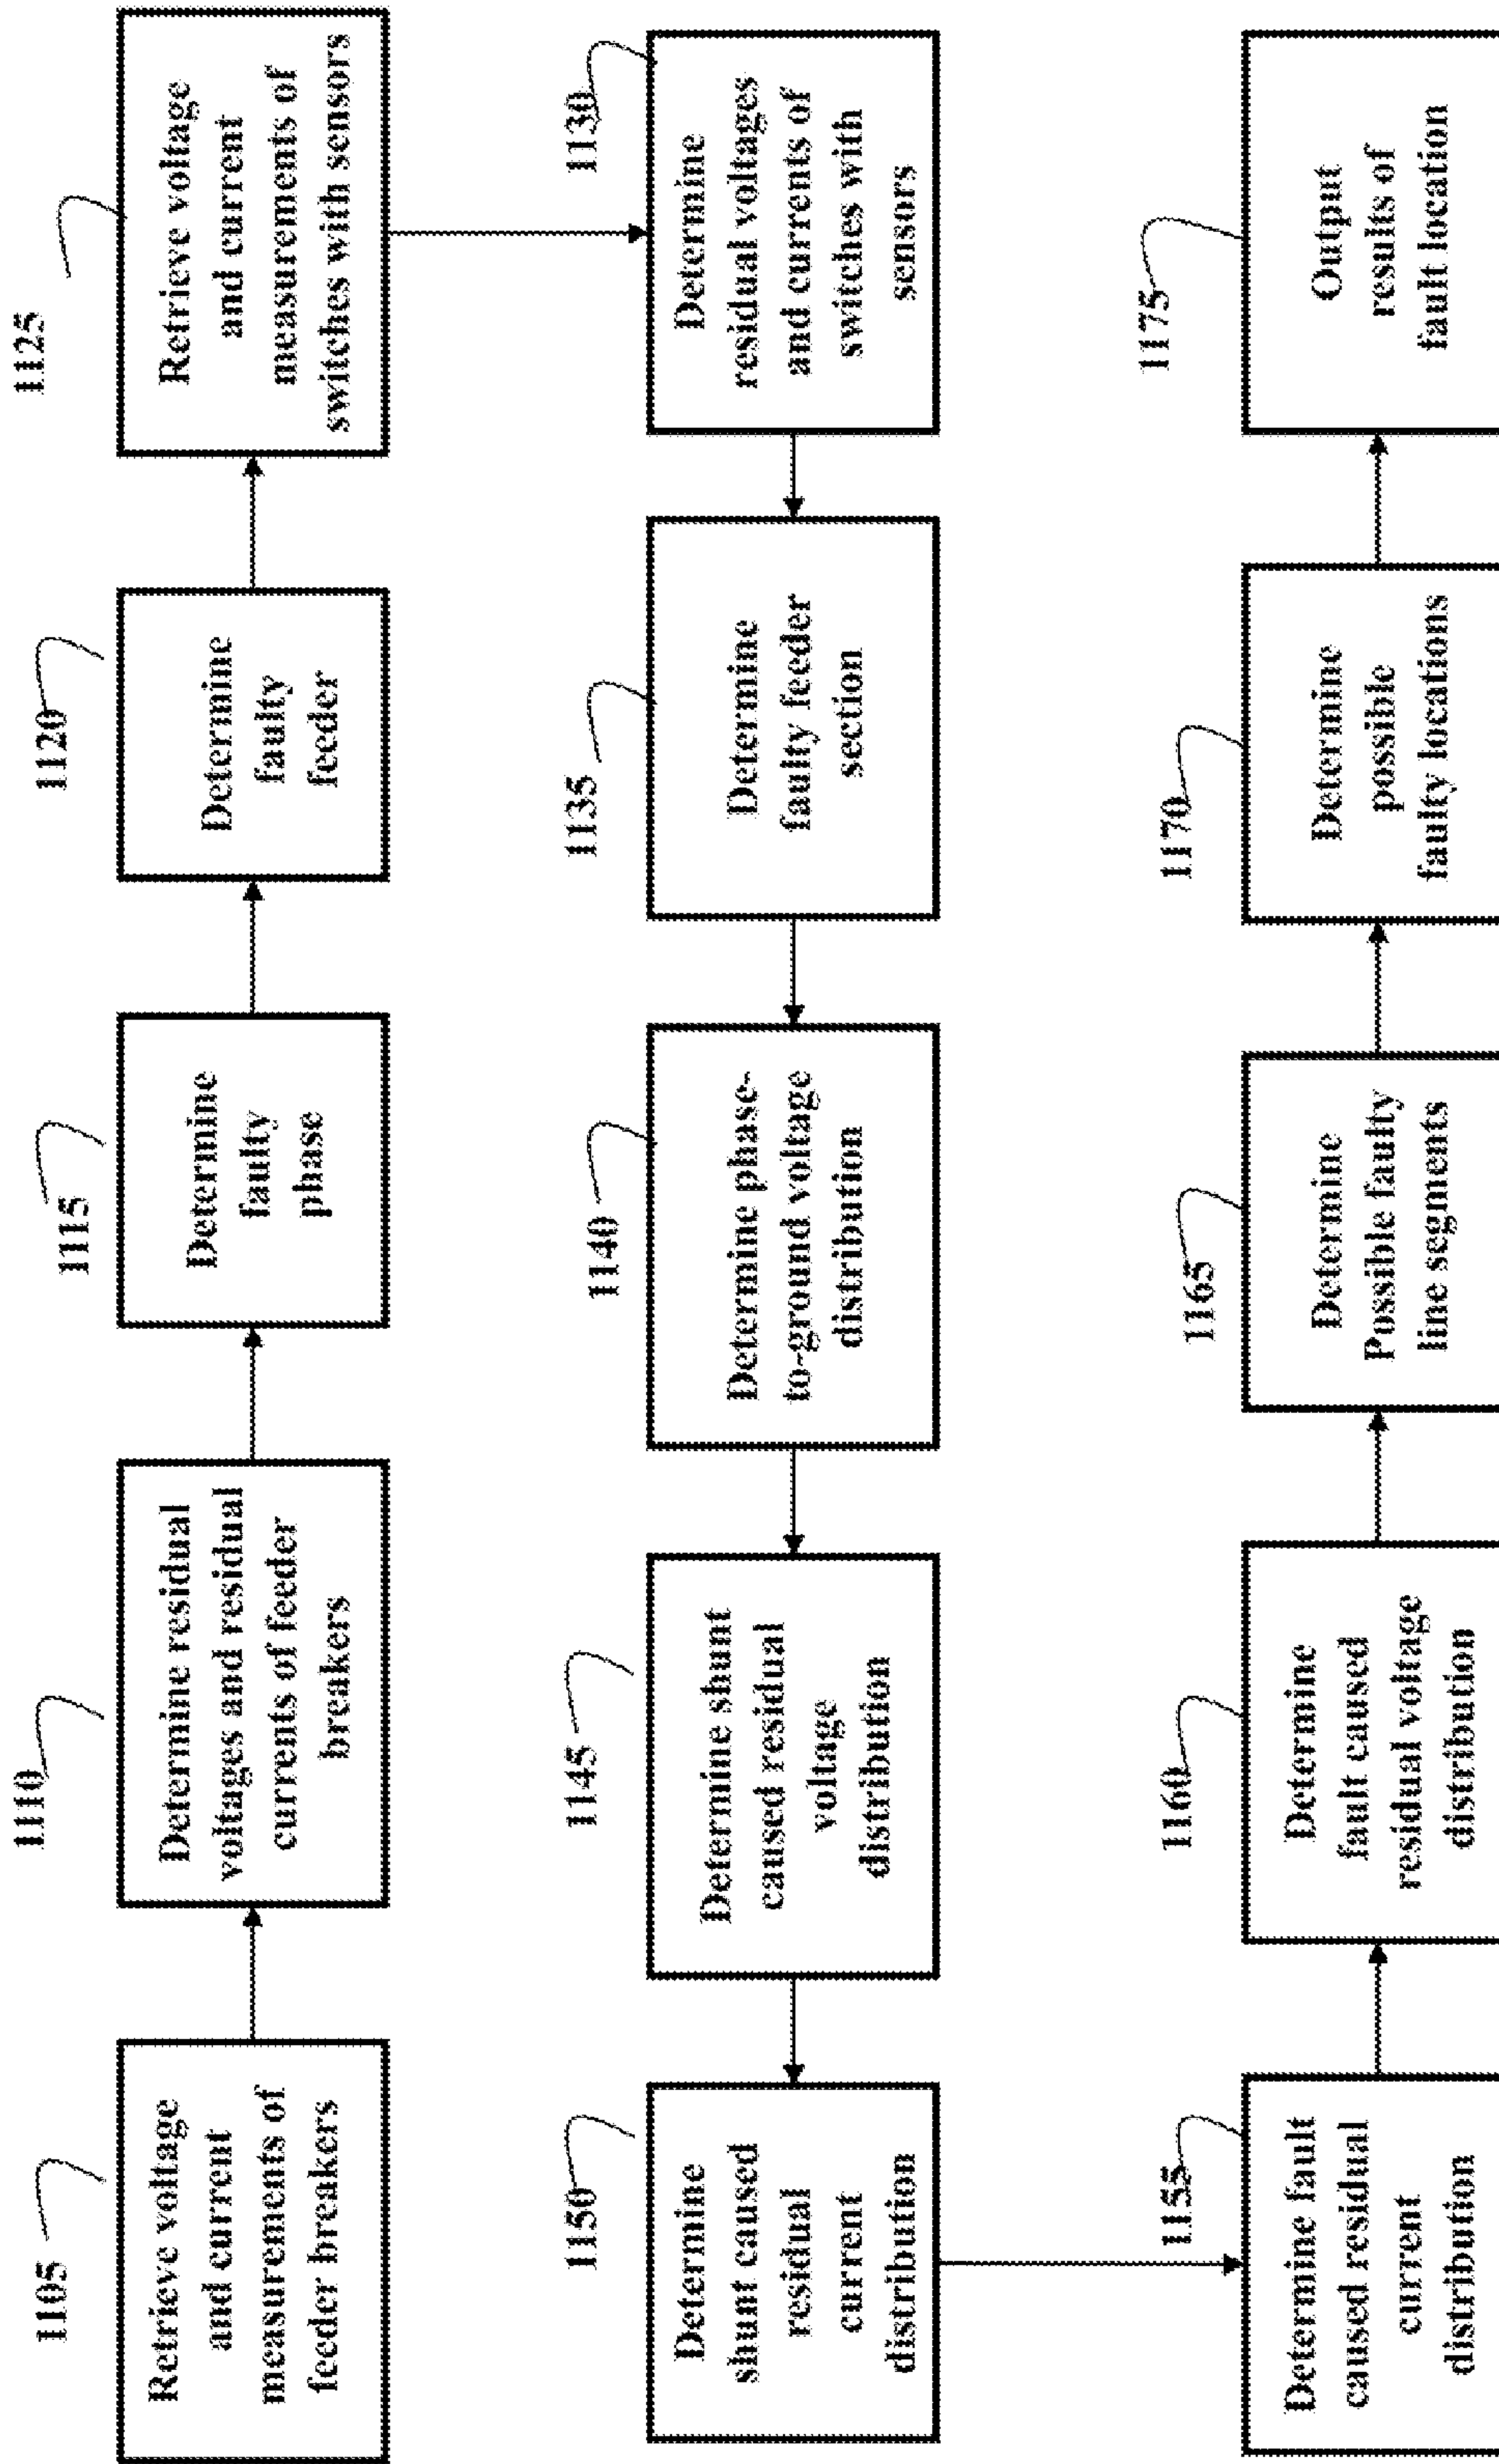 1105
Retrieve voltage
and current
measurements of
feeder breakers
1110
Determine residual
voltages and residual
currents of feeder
breakers
1115
Determine
faulty
phase
1120
Determine
faulty
feeder
1125
Retrieve voltage
and current
measurements of
switches with sensors
1130
Determine
residual voltages
and currents of
switches with
sensors
1135
Determine
faulty feeder
section
1140
Determine phase-
to-ground voltage
distribution
1145
Determine shunt
caused residual
voltage
distribution
1150
Determine
shunt caused
residual
current
distribution
1155
Determine fault
caused residual
current
distribution
1160
Determine
fault caused
residual voltage
distribution
1165
Determine
Possible faulty
line segments
1170
Determine
possible
faulty locations
1175
Output
results of
fault location